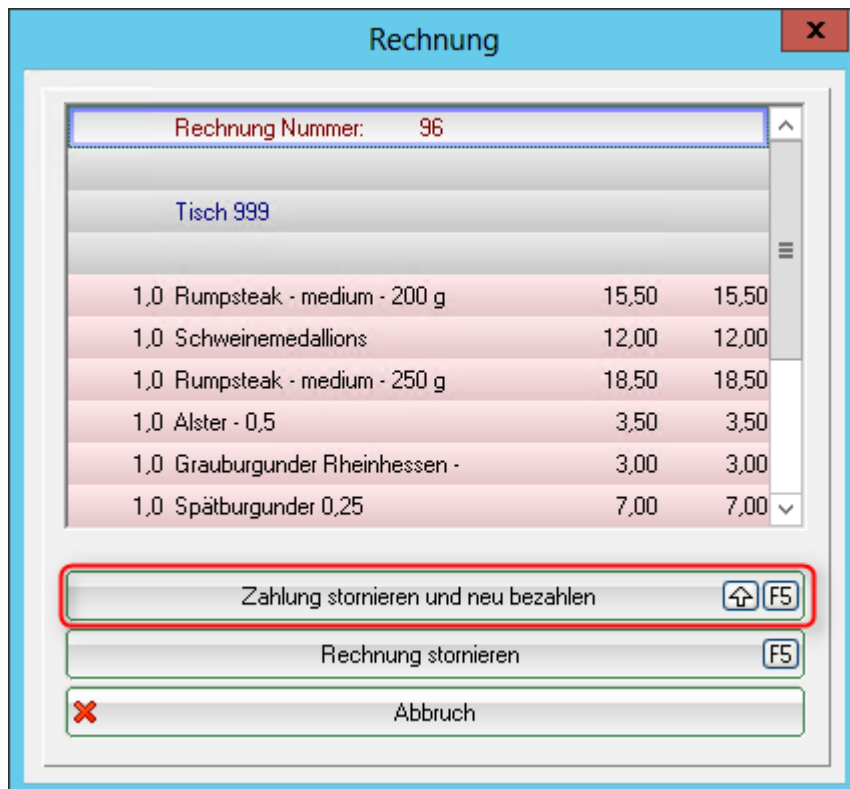 Rechnung
x
Rechnung Nummer: 96
Tisch 999
1,0 Rumpsteak - medium - 200 g 15,50 15,50
1,0 Schweinemedallions 12,00 12,00
1,0 Rumpsteak - medium - 250 g 18,50 18,50
1,0 Alster - 0,5 3,50 3,50
1,0 Grauburgunder Rheinhessen - 3,00 3,00
1,0 Spätburgunder 0,25 7,00 7,00
Zahlung stornieren und neu bezahlen F5
Rechnung stornieren F5
Abbruch